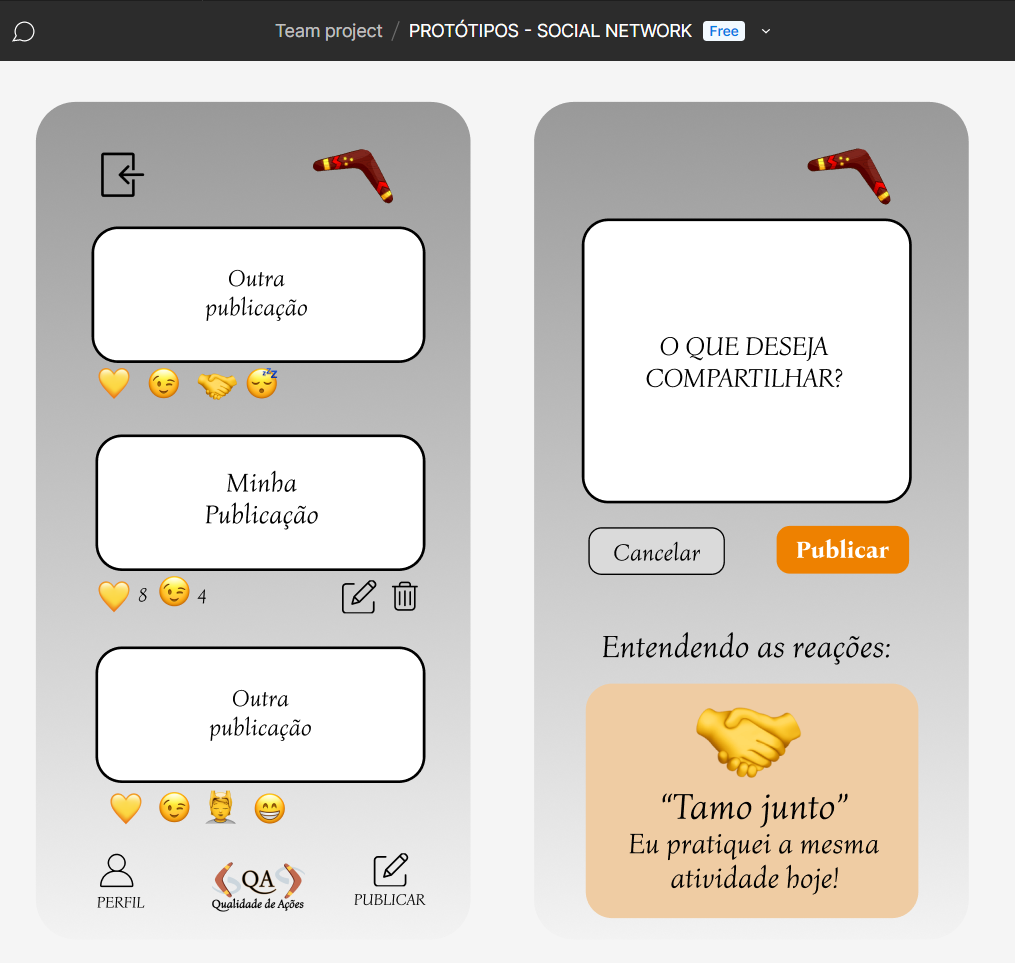 Team project / PROTÓTIPOS - SOCIAL NETWORK Free
Outra
publicação
Minha
Publicação
8 4
Outra
publicação
PERFIL
QA
Qualidade de Ações
PUBLICAR
O QUE DESEJA
COMPARTILHAR?
Cancelar
Publicar
Entendendo as reações:
“Tamo junto”
Eu pratiquei a mesma
atividade hoje!